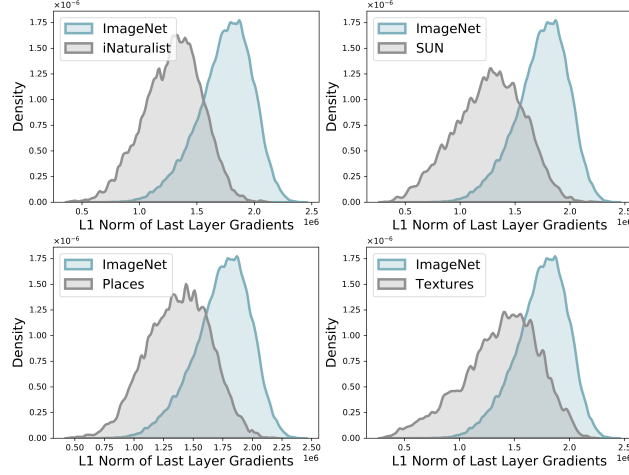 ×10⁻⁶
1.75
1.50
1.25
1.00
0.75
0.50
0.25
0.00
Density
ImageNet
iNaturalist
0.5 1.0 1.5 2.0 2.5
1e6
L1 Norm of Last Layer Gradients
×10⁻⁶
1.75
1.50
1.25
1.00
0.75
0.50
0.25
0.00
Density
ImageNet
SUN
0.5 1.0 1.5 2.0 2.5
1e6
L1 Norm of Last Layer Gradients
×10⁻⁶
1.75
1.50
1.25
1.00
0.75
0.50
0.25
0.00
Density
ImageNet
Places
0.50 0.75 1.00 1.25 1.50 1.75 2.00 2.25 2.50
1e6
L1 Norm of Last Layer Gradients
×10⁻⁶
1.75
1.50
1.25
1.00
0.75
0.50
0.25
0.00
Density
ImageNet
Textures
0.5 1.0 1.5 2.0 2.5
1e6
L1 Norm of Last Layer Gradients